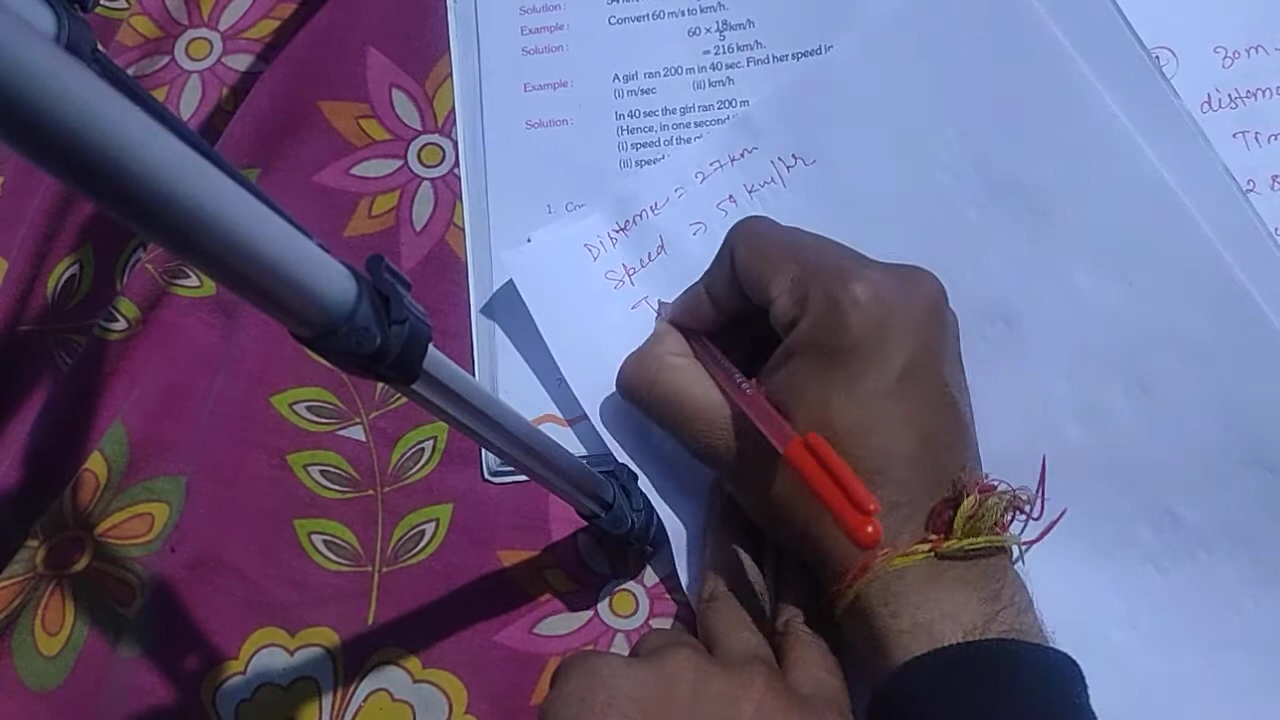 Solution :
Example : Convert 60 m/s to km/h.
Solution : 60 × 18/5 km/h
= 216 km/h.
Example : A girl ran 200 m in 40 sec. Find her speed in
(i) m/sec (ii) km/h
Solution : In 40 sec the girl ran 200 m
(Hence, in one second
(i) speed of the
(ii) speed
1.
Distance = 27 km
Speed → 54 km/hr
30m
distance